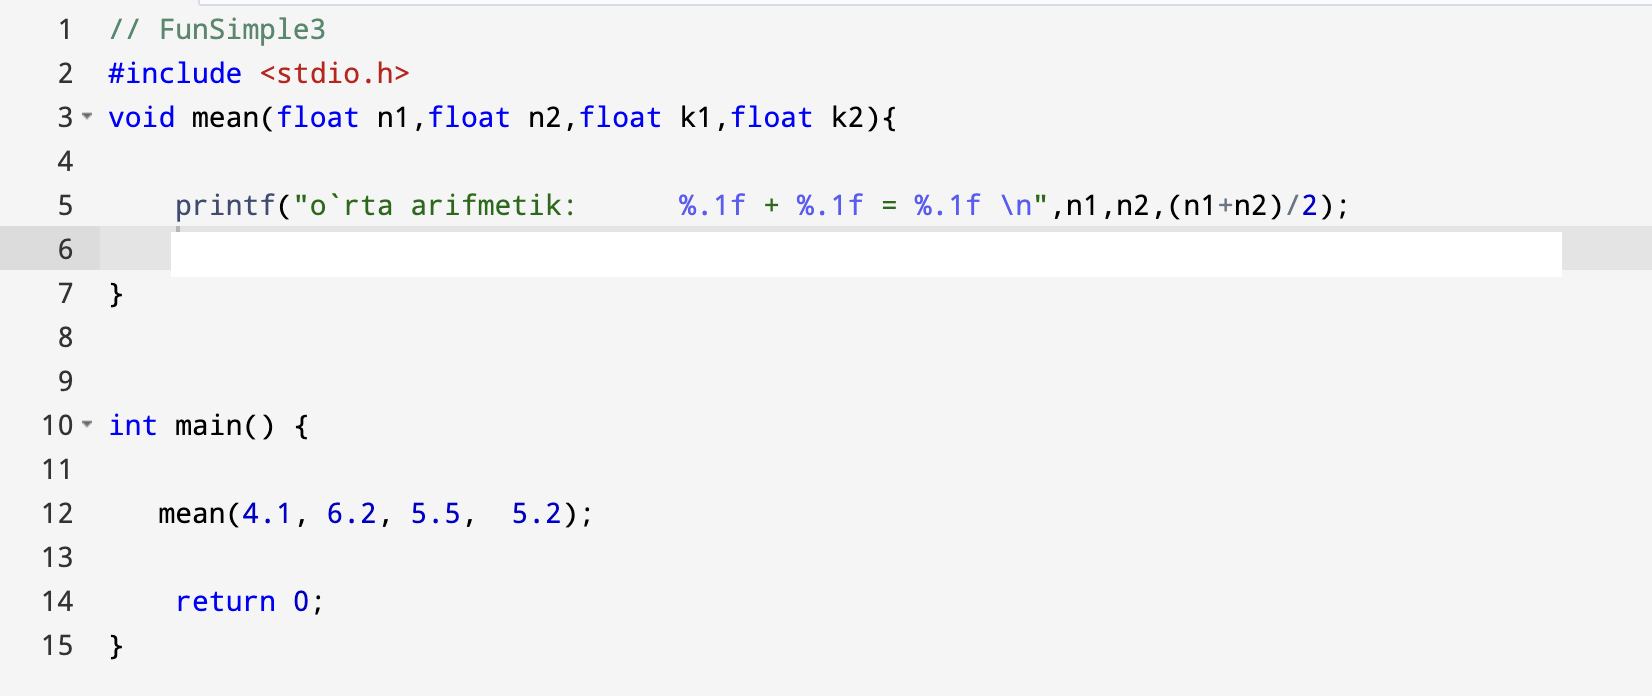 1 // FunSimple3
2 #include <stdio.h>
3 void mean(float n1,float n2,float k1,float k2){
4
5     printf("o`rta arifmetik:      %.1f + %.1f = %.1f \n",n1,n2,(n1+n2)/2);
6
7 }
8
9
10 int main() {
11
12    mean(4.1, 6.2, 5.5,  5.2);
13
14     return 0;
15 }